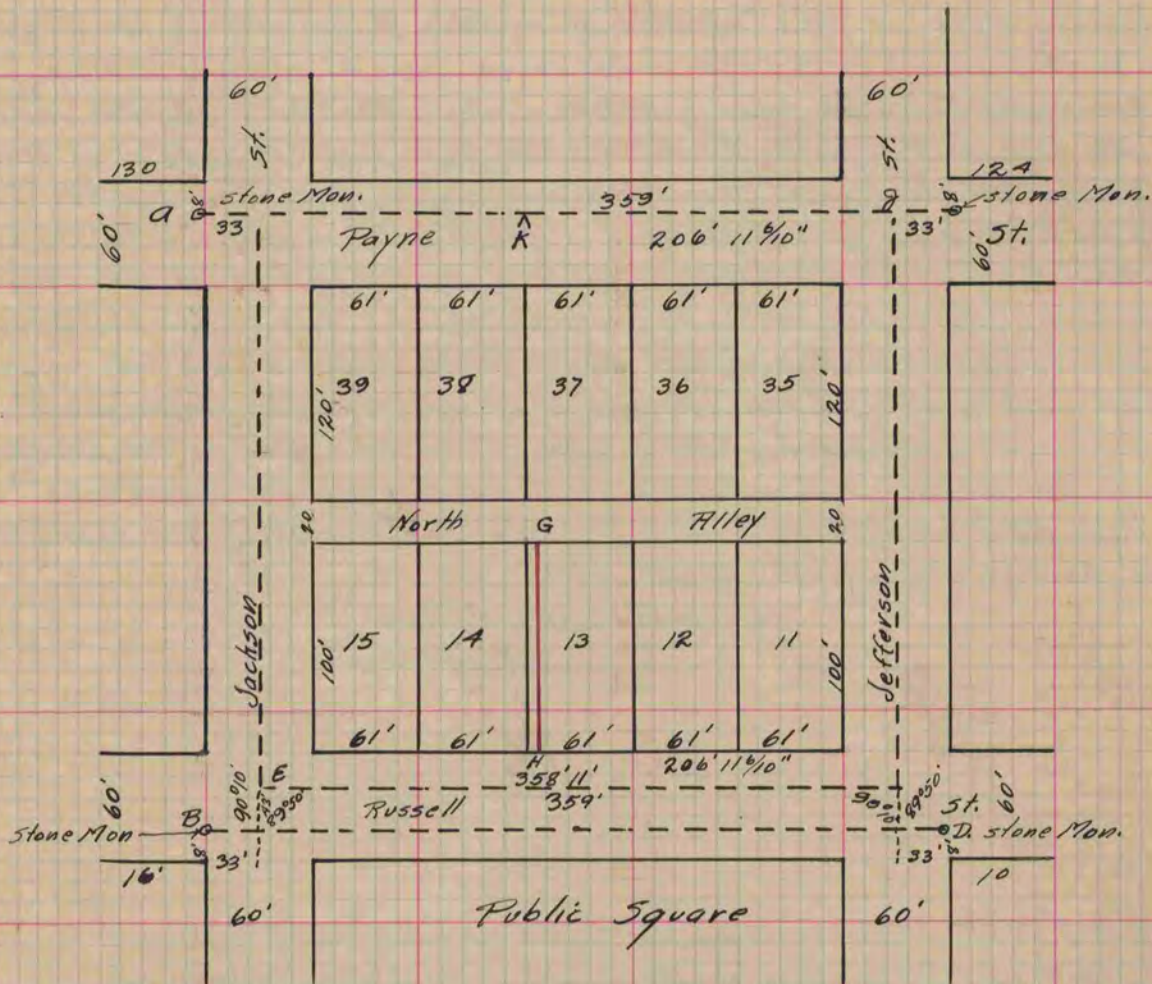 60' 60'
St. St.
130 124
8' stone Mon. 359' 8' stone Mon.
a 33 K 33'
60' Payne 206' 11 6/10" 60' St.
61' 61' 61' 61' 61'
39 38 37 36 35
120' 120'
20 North G Alley 20
Jackson Jefferson
15 14 13 12 11
100' 100'
61' 61' 61' 61' 61'
H 206' 11 6/10"
E 358' 11'
60' 90°10' 89°50' Russell 359' 90°10' 89°50' St. 60'
Stone Mon B D. stone Mon.
8' 33' 33' 8'
16' 10
60' Public Square 60'